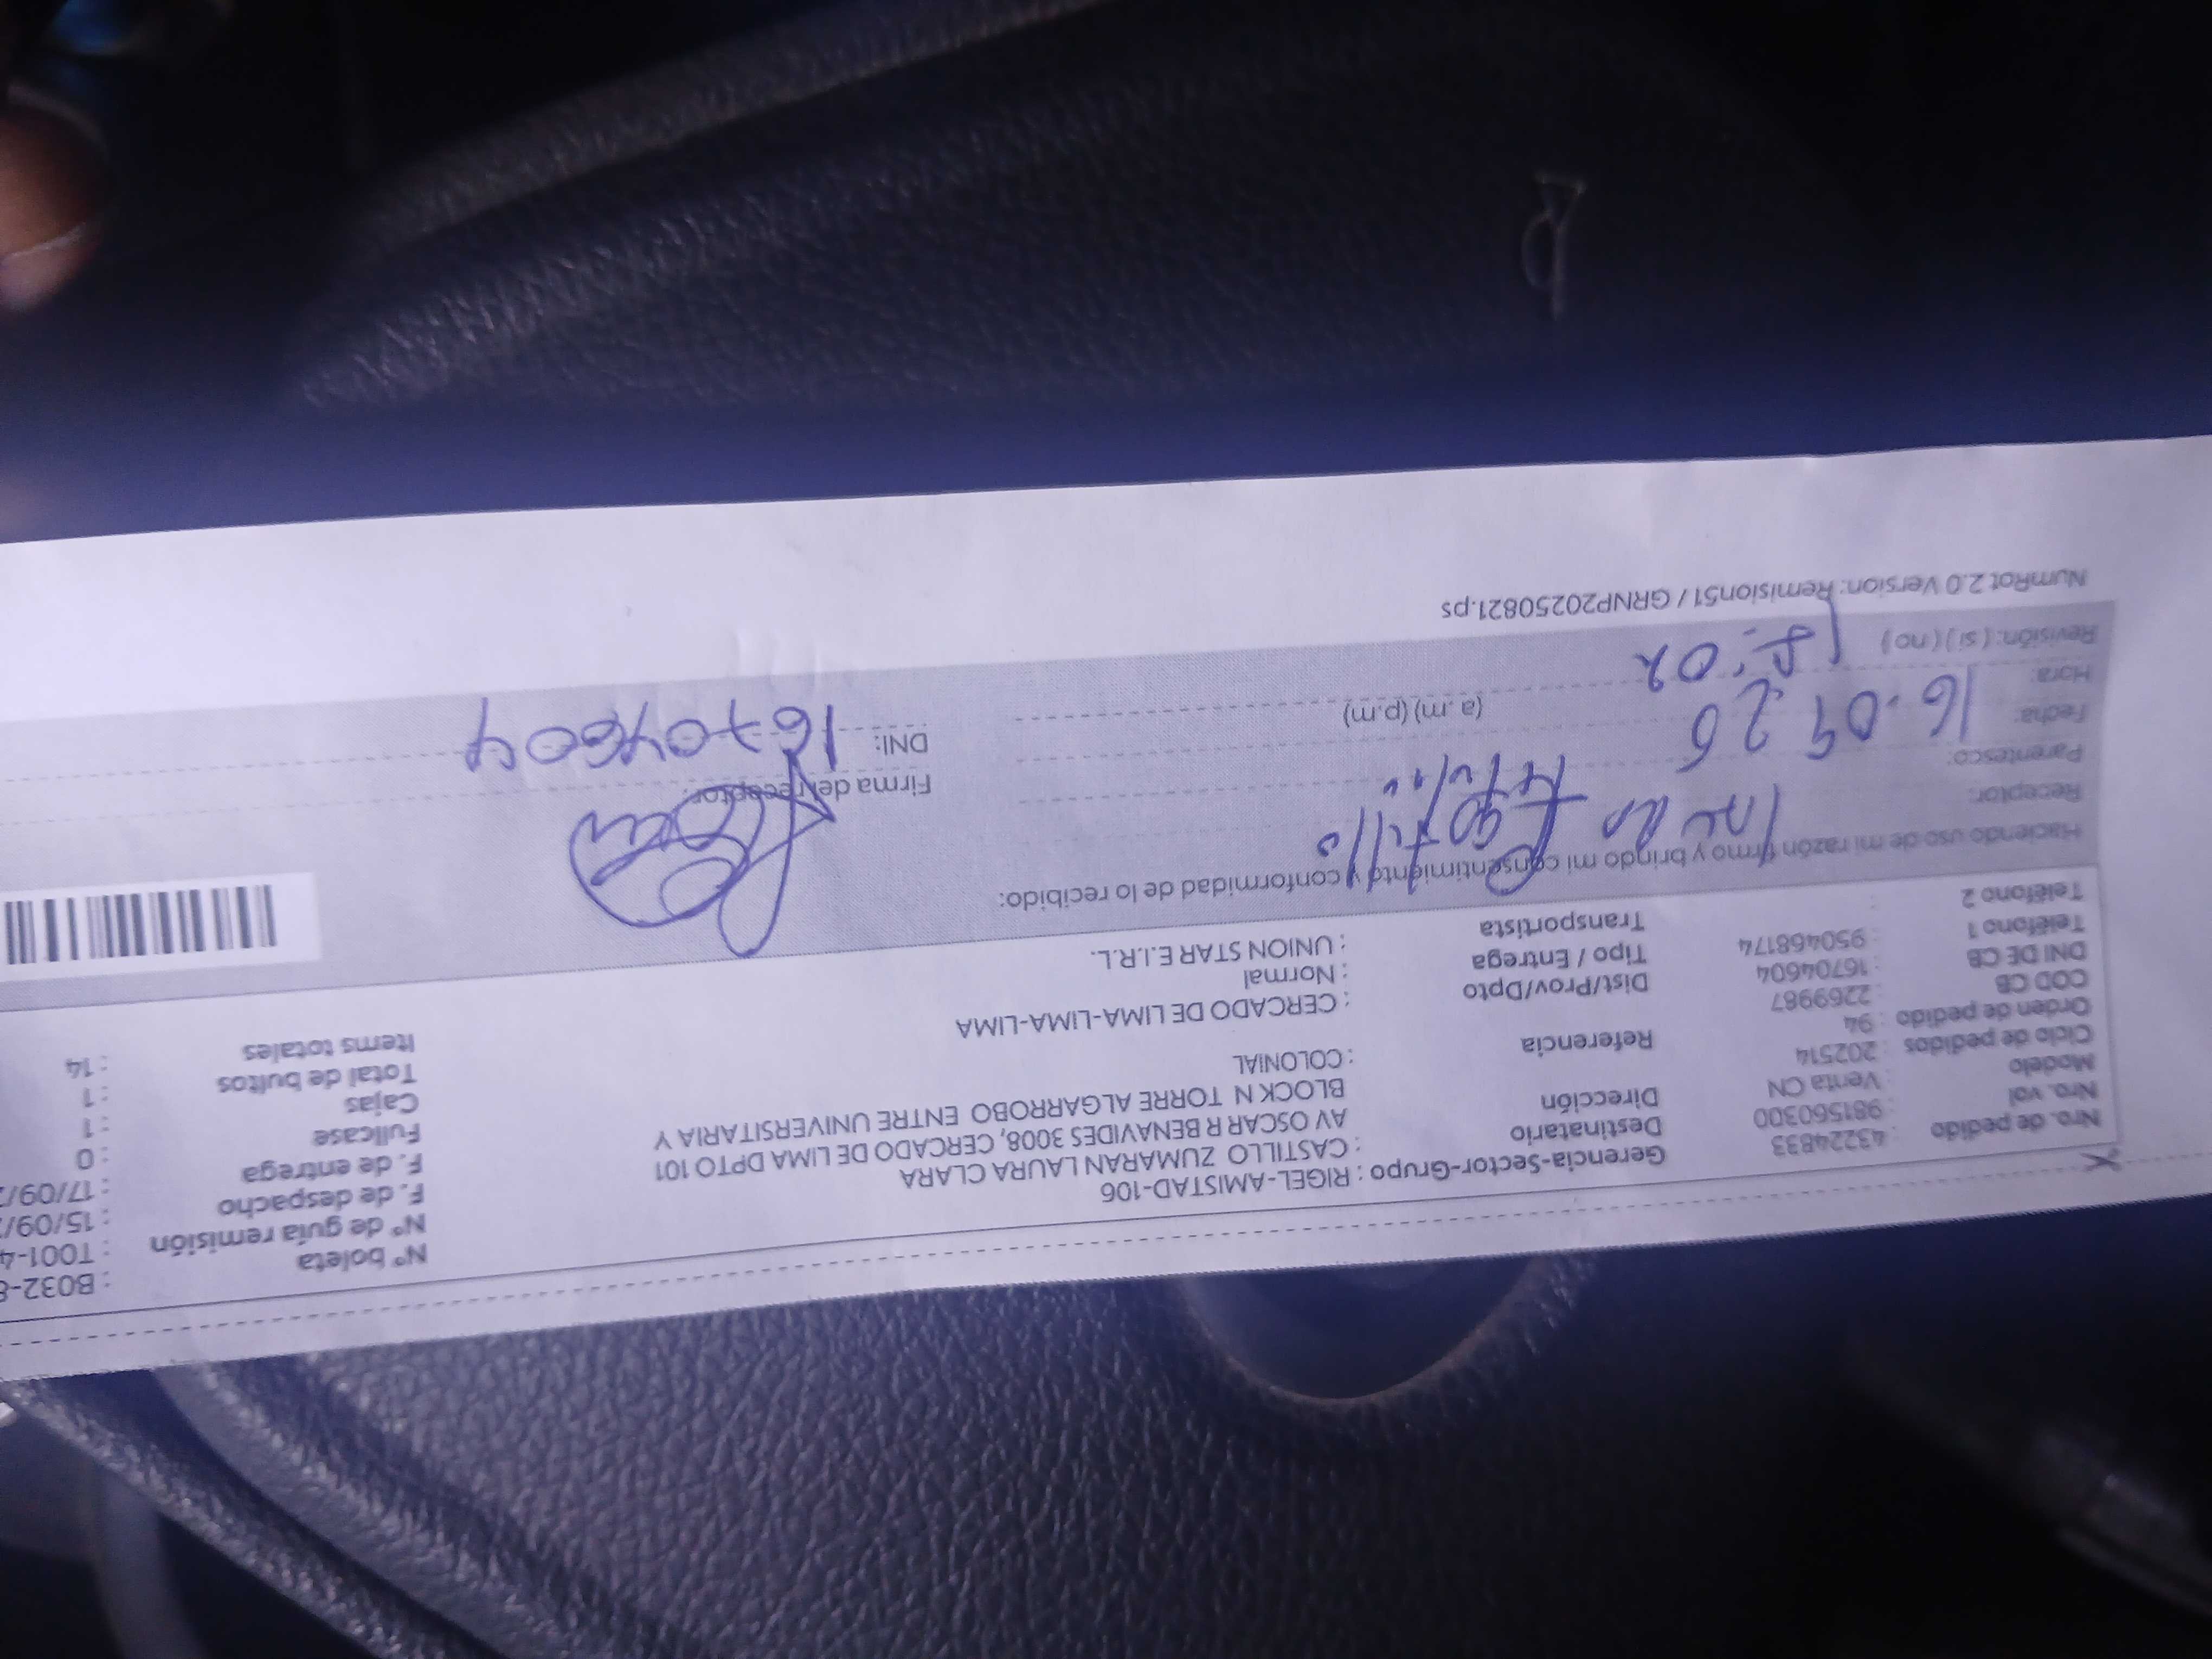 Nro. de pedido : 43224833 Gerencia-Sector-Grupo : RIGEL-AMISTAD-106 N° boleta : B032-8
Nro. vol : 981560300 Destinatario : CASTILLO ZUMARAN LAURA CLARA N° de guía remisión : T001-4
Modelo : Venta CN Dirección AV OSCAR R BENAVIDES 3008, CERCADO DE LIMA DPTO 101 F. de despacho : 15/09/
Ciclo de pedidos : 202514 BLOCK N TORRE ALGARROBO ENTRE UNIVERSITARIA Y F. de entrega : 17/09/
Orden de pedido : 94 Referencia : COLONIAL Fullcase : 0
COD CB : 2269987 Dist/Prov/Dpto : CERCADO DE LIMA-LIMA-LIMA Cajas : 1
DNI DE CB : 16704604 Tipo / Entrega : Normal Total de bultos : 1
Teléfono 1 : 950468174 Transportista : UNION STAR E.I.R.L. Items totales : 14
Teléfono 2 :
Haciendo uso de mi razón firmo y brindo mi consentimiento y conformidad de lo recibido:
Receptor: Castillo
Parentesco: Titular Firma del receptor:
Fecha: 16.09.25 DNI: 16704604
Hora: (a.m) (p.m)
Revisión: ( si ) ( no )
NumRot 2.0 Version: Remision51 / GRNP20250821.ps